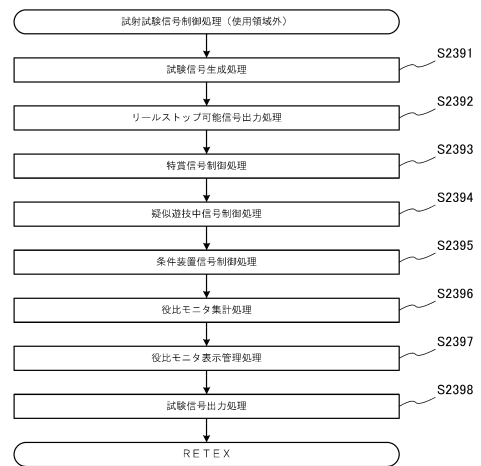 試射試験信号制御処理(使用領域外)
試験信号生成処理
S2391
リールストップ可能信号出力処理
S2392
特賞信号制御処理
S2393
疑似遊技中信号制御処理
S2394
条件装置信号制御処理
S2395
役比モニタ集計処理
S2396
役比モニタ表示管理処理
S2397
試験信号出力処理
S2398
RETEX